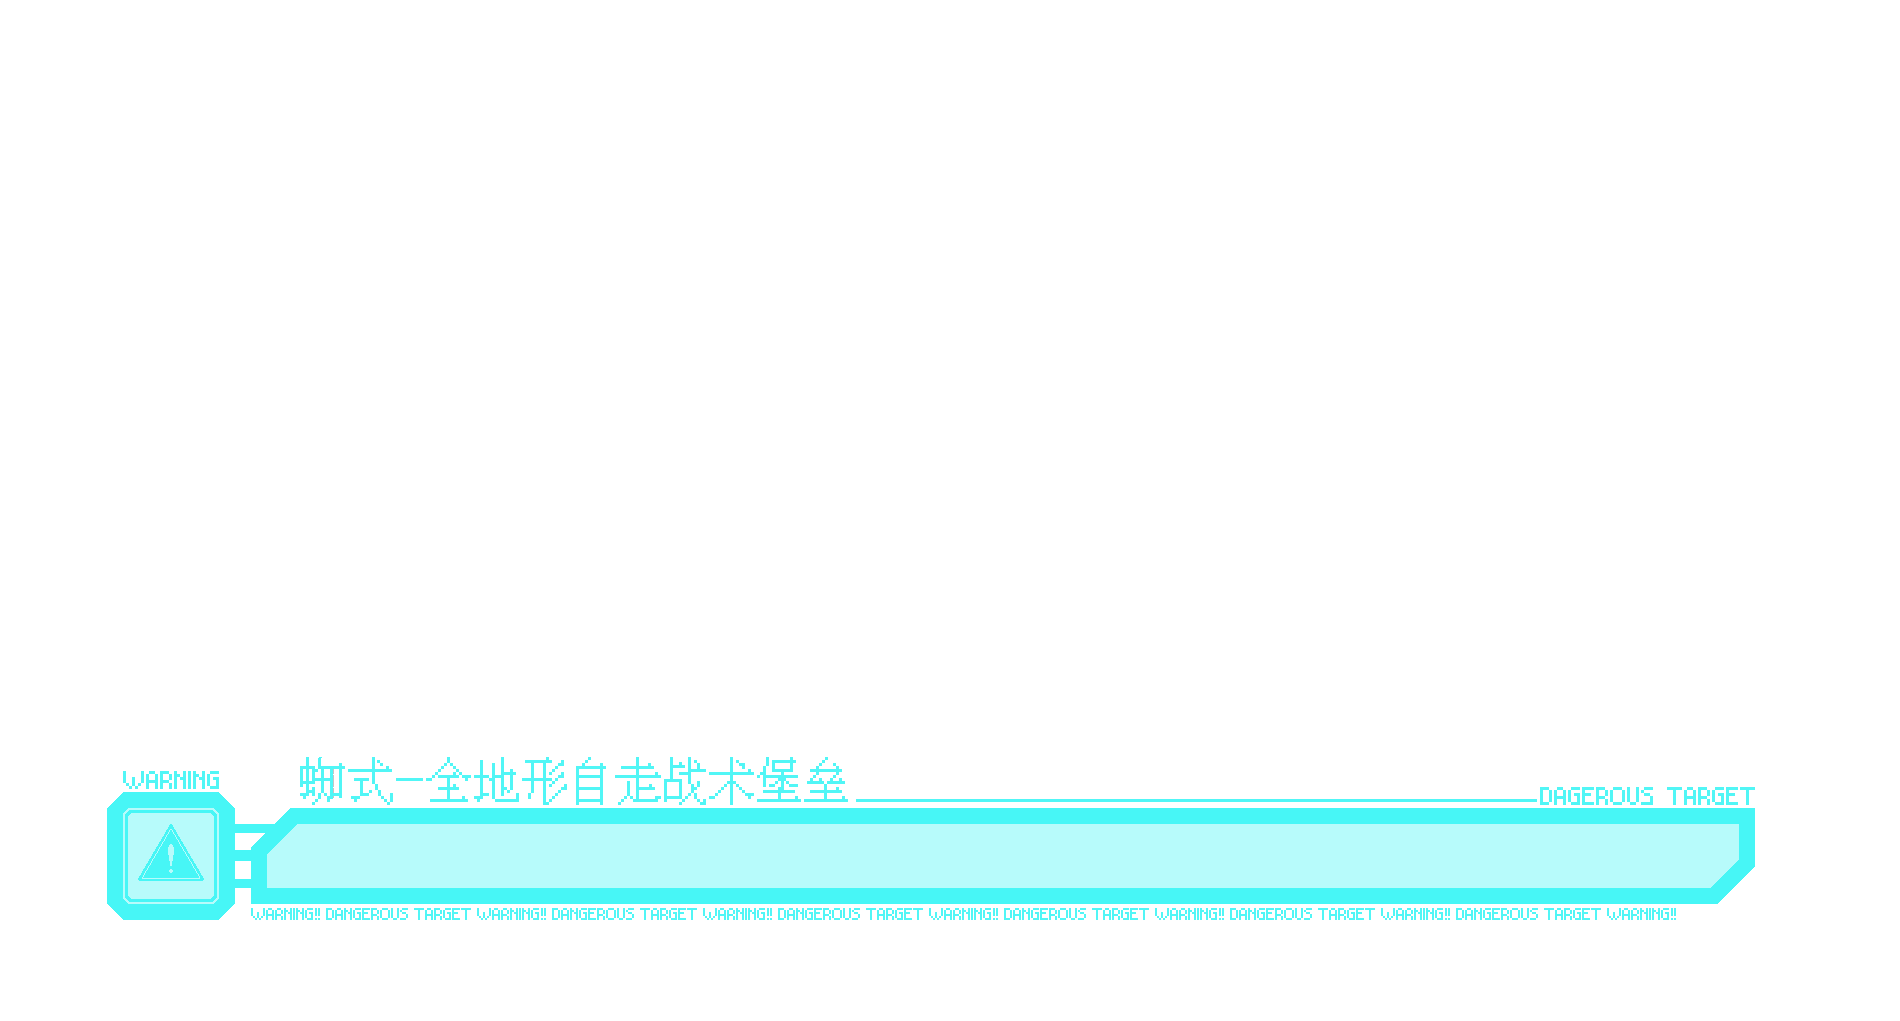 WARNING
蜘式一全地形自走战术堡垒
DAGEROUS TARGET
WARNING!! DANGEROUS TARGET WARNING!! DANGEROUS TARGET WARNING!! DANGEROUS TARGET WARNING!! DANGEROUS TARGET WARNING!! DANGEROUS TARGET WARNING!! DANGEROUS TARGET WARNING!!